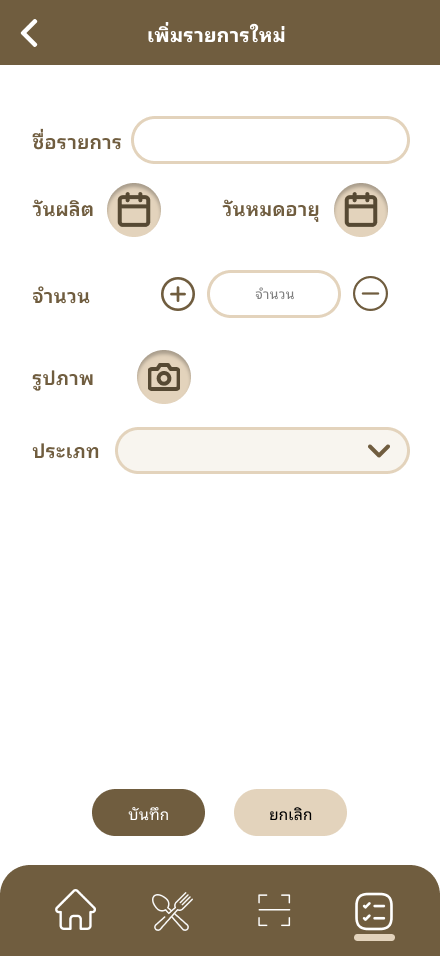 เพิ่มรายการใหม่
ชื่อรายการ
วันผลิต วันหมดอายุ
จำนวน จำนวน
รูปภาพ
ประเภท
บันทึก ยกเลิก